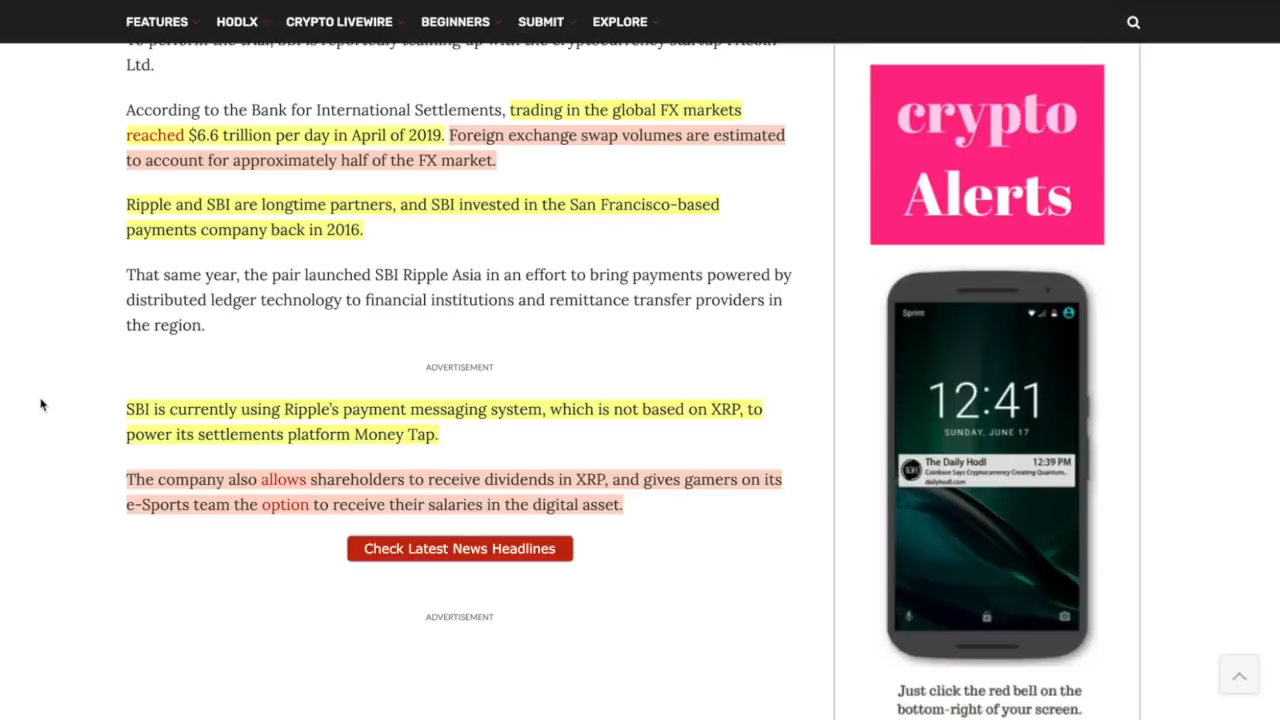 FEATURES HODLX CRYPTO LIVEWIRE BEGINNERS SUBMIT EXPLORE
Ltd.
According to the Bank for International Settlements, trading in the global FX markets
reached $6.6 trillion per day in April of 2019. Foreign exchange swap volumes are estimated
to account for approximately half of the FX market.
Ripple and SBI are longtime partners, and SBI invested in the San Francisco-based
payments company back in 2016.
That same year, the pair launched SBI Ripple Asia in an effort to bring payments powered by
distributed ledger technology to financial institutions and remittance transfer providers in
the region.
ADVERTISEMENT
SBI is currently using Ripple’s payment messaging system, which is not based on XRP, to
power its settlements platform Money Tap.
The company also allows shareholders to receive dividends in XRP, and gives gamers on its
e-Sports team the option to receive their salaries in the digital asset.
Check Latest News Headlines
ADVERTISEMENT
crypto
Alerts
Sprint
12:41
SUNDAY, JUNE 17
The Daily Hodl 12:39 PM
Coinbase Says Cryptocurrency Creating Quantum...
dailyhodl.com
Just click the red bell on the
bottom-right of your screen.